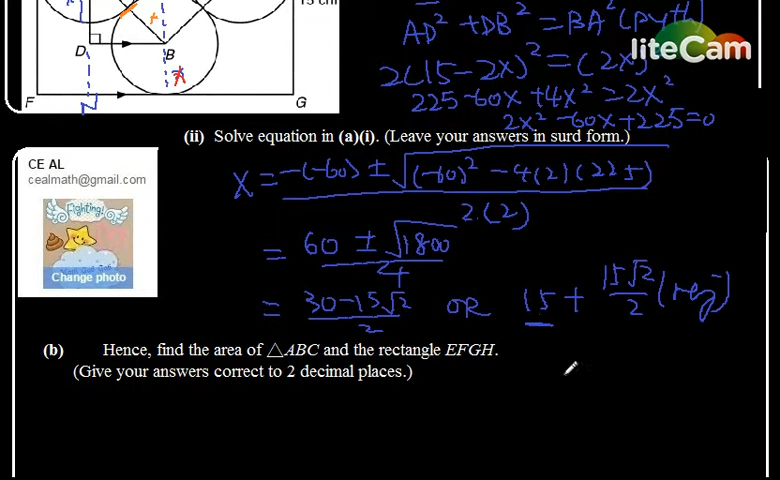 15 cm
AD² + DB² = BA² (pyth)
liteCam
D
B
2(15-2x)² = (2x)²
225 - 60x + 4x² = 2x²
F
G
2x² - 60x + 225 = 0
(ii) Solve equation in (a)(i). (Leave your answers in surd form.)
CE AL
cealmath@gmail.com
x = -(-60) ± √(-60)² - 4(2)(225) / 2·(2)
Fighting!
Change photo
= 60 ± √1800 / 4
= 30-15√2 / 2 OR 15 + 15√2 / 2 (rej)
(b) Hence, find the area of △ABC and the rectangle EFGH.
(Give your answers correct to 2 decimal places.)